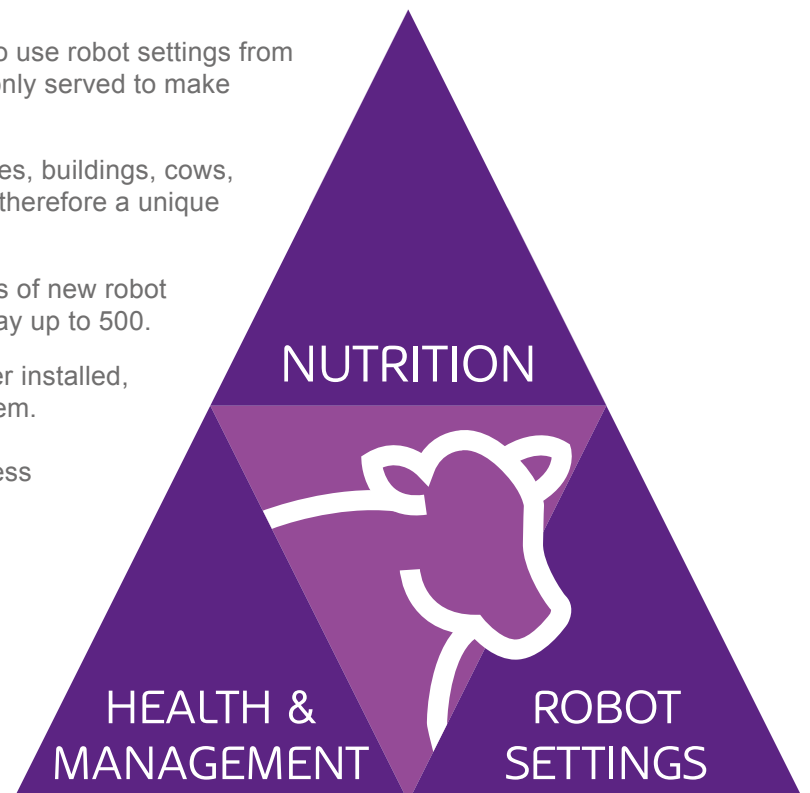 o use robot settings from
only served to make
es, buildings, cows,
therefore a unique
s of new robot
ay up to 500.
er installed,
em.
ess
NUTRITION
HEALTH &
MANAGEMENT
ROBOT
SETTINGS